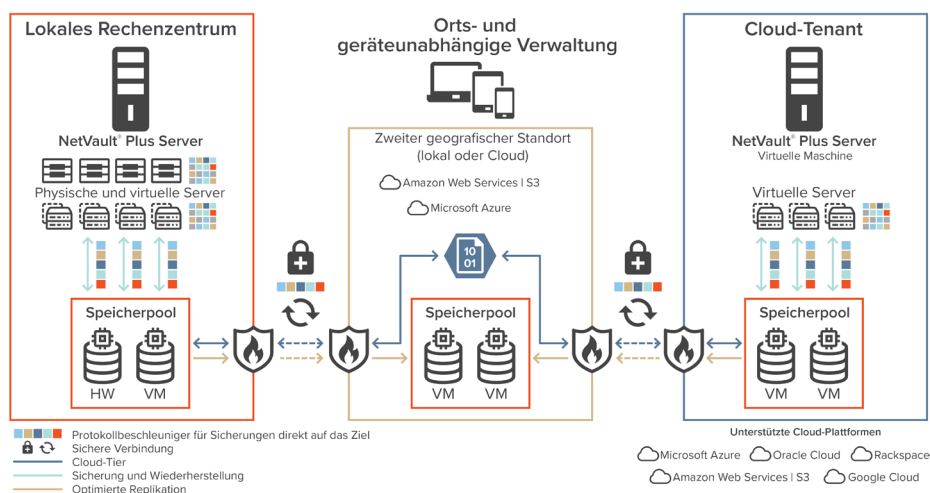 Lokales Rechenzentrum
NetVault® Plus Server
Physische und virtuelle Server
Speicherpool
HW VM
Orts- und
geräteunabhängige Verwaltung
Zweiter geografischer Standort
(lokal oder Cloud)
Amazon Web Services | S3
Microsoft Azure
10
01
Speicherpool
VM VM
Cloud-Tenant
NetVault® Plus Server
Virtuelle Maschine
Virtuelle Server
Speicherpool
VM VM
Protokollbeschleuniger für Sicherungen direkt auf das Ziel
Sichere Verbindung
Cloud-Tier
Sicherung und Wiederherstellung
Optimierte Replikation
Unterstützte Cloud-Plattformen
Microsoft Azure Oracle Cloud Rackspace
Amazon Web Services | S3 Google Cloud